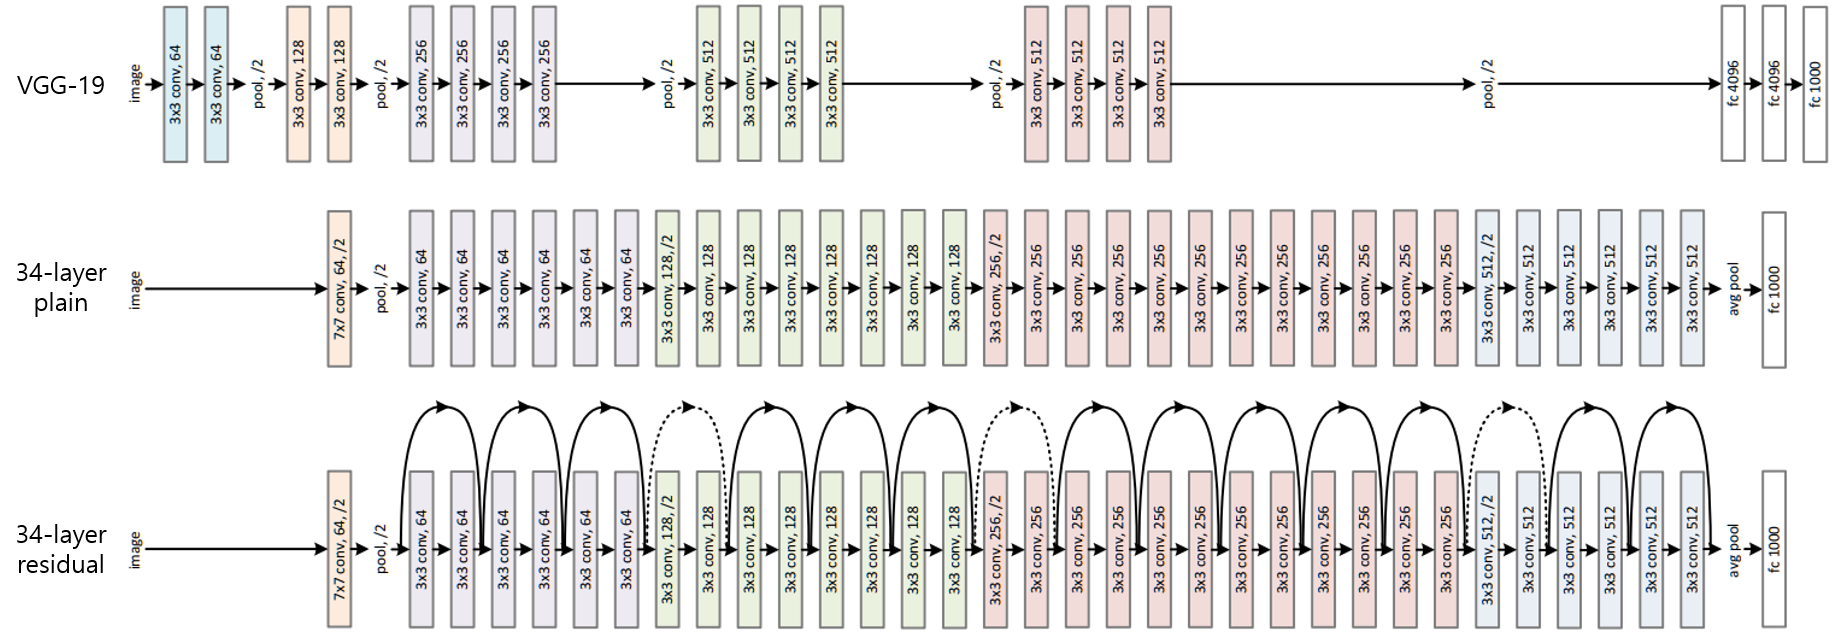 VGG-19
image
3x3 conv, 64
3x3 conv, 64
pool, /2
3x3 conv, 128
3x3 conv, 128
pool, /2
3x3 conv, 256
3x3 conv, 256
3x3 conv, 256
3x3 conv, 256
pool, /2
3x3 conv, 512
3x3 conv, 512
3x3 conv, 512
3x3 conv, 512
pool, /2
3x3 conv, 512
3x3 conv, 512
3x3 conv, 512
3x3 conv, 512
pool, /2
fc 4096
fc 4096
fc 1000
34-layer
plain
image
7x7 conv, 64, /2
pool, /2
3x3 conv, 64
3x3 conv, 64
3x3 conv, 64
3x3 conv, 64
3x3 conv, 64
3x3 conv, 64
3x3 conv, 128, /2
3x3 conv, 128
3x3 conv, 128
3x3 conv, 128
3x3 conv, 128
3x3 conv, 128
3x3 conv, 128
3x3 conv, 128
3x3 conv, 256, /2
3x3 conv, 256
3x3 conv, 256
3x3 conv, 256
3x3 conv, 256
3x3 conv, 256
3x3 conv, 256
3x3 conv, 256
3x3 conv, 256
3x3 conv, 256
3x3 conv, 256
3x3 conv, 256
3x3 conv, 512, /2
3x3 conv, 512
3x3 conv, 512
3x3 conv, 512
3x3 conv, 512
3x3 conv, 512
avg pool
fc 1000
34-layer
residual
image
7x7 conv, 64, /2
pool, /2
3x3 conv, 64
3x3 conv, 64
3x3 conv, 64
3x3 conv, 64
3x3 conv, 64
3x3 conv, 64
3x3 conv, 128, /2
3x3 conv, 128
3x3 conv, 128
3x3 conv, 128
3x3 conv, 128
3x3 conv, 128
3x3 conv, 128
3x3 conv, 128
3x3 conv, 256, /2
3x3 conv, 256
3x3 conv, 256
3x3 conv, 256
3x3 conv, 256
3x3 conv, 256
3x3 conv, 256
3x3 conv, 256
3x3 conv, 256
3x3 conv, 256
3x3 conv, 256
3x3 conv, 256
3x3 conv, 512, /2
3x3 conv, 512
3x3 conv, 512
3x3 conv, 512
3x3 conv, 512
3x3 conv, 512
avg pool
fc 1000